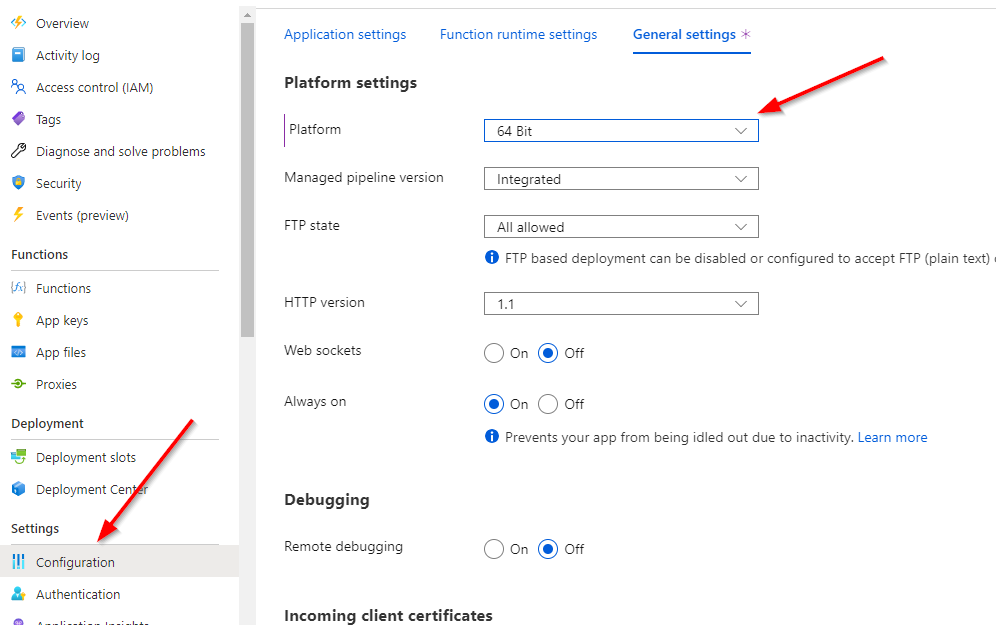 Overview
Activity log
Access control (IAM)
Tags
Diagnose and solve problems
Security
Events (preview)
Functions
Functions
App keys
App files
Proxies
Deployment
Deployment slots
Deployment Center
Settings
Configuration
Authentication
Application Insights
Application settings Function runtime settings General settings *
Platform settings
Platform 64 Bit
Managed pipeline version Integrated
FTP state All allowed
FTP based deployment can be disabled or configured to accept FTP (plain text)
HTTP version 1.1
Web sockets On Off
Always on On Off
Prevents your app from being idled out due to inactivity. Learn more
Debugging
Remote debugging On Off
Incoming client certificates